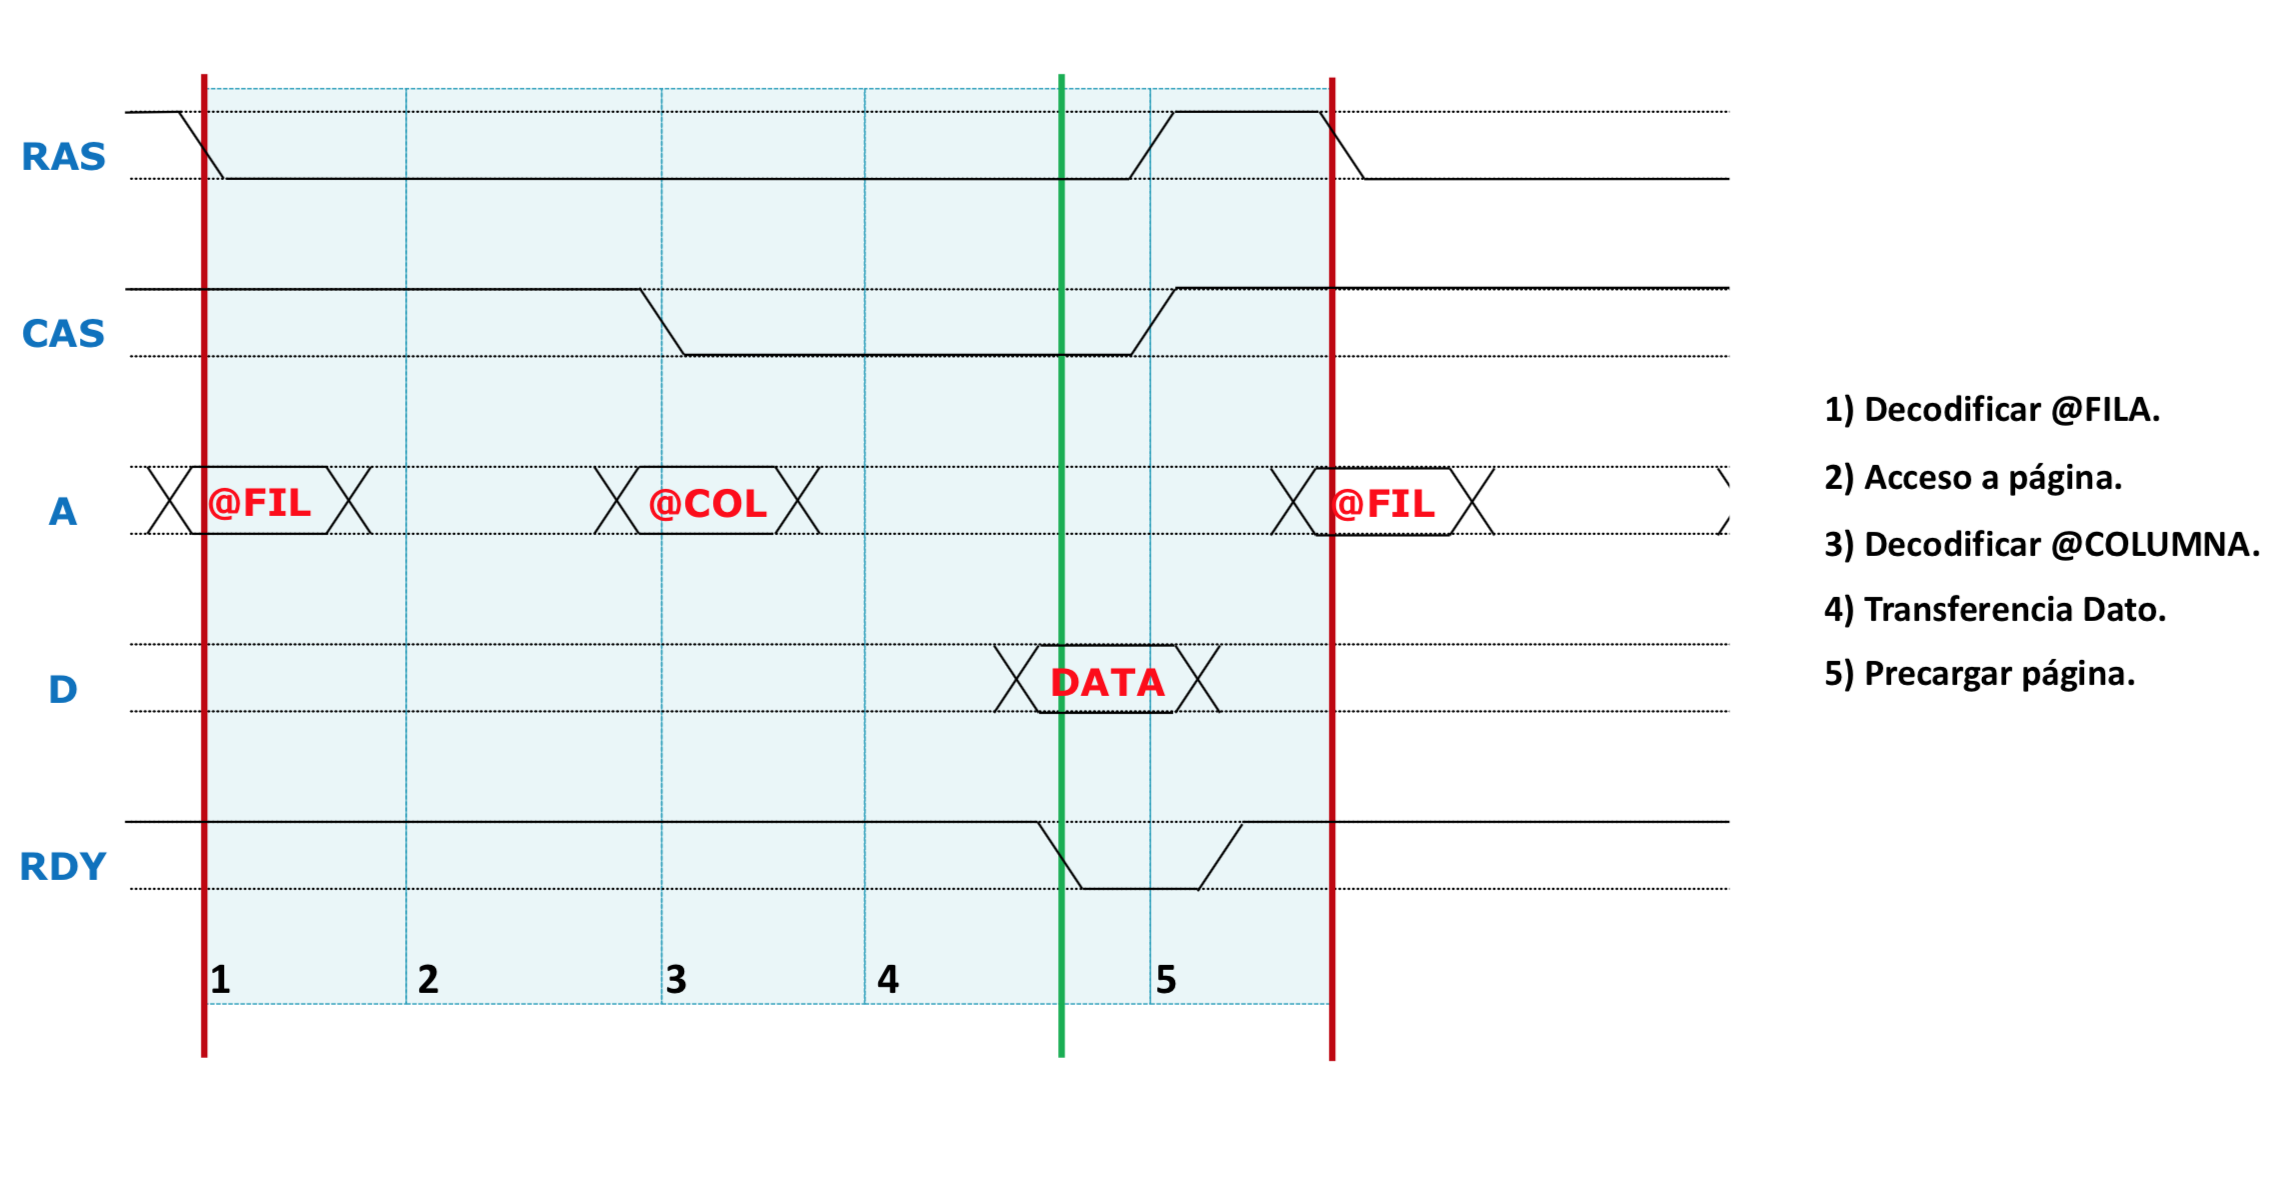 RAS
CAS
A
@FIL
@COL
@FIL
D
DATA
RDY
1 2 3 4 5
1) Decodificar @FILA.
2) Acceso a página.
3) Decodificar @COLUMNA.
4) Transferencia Dato.
5) Precargar página.